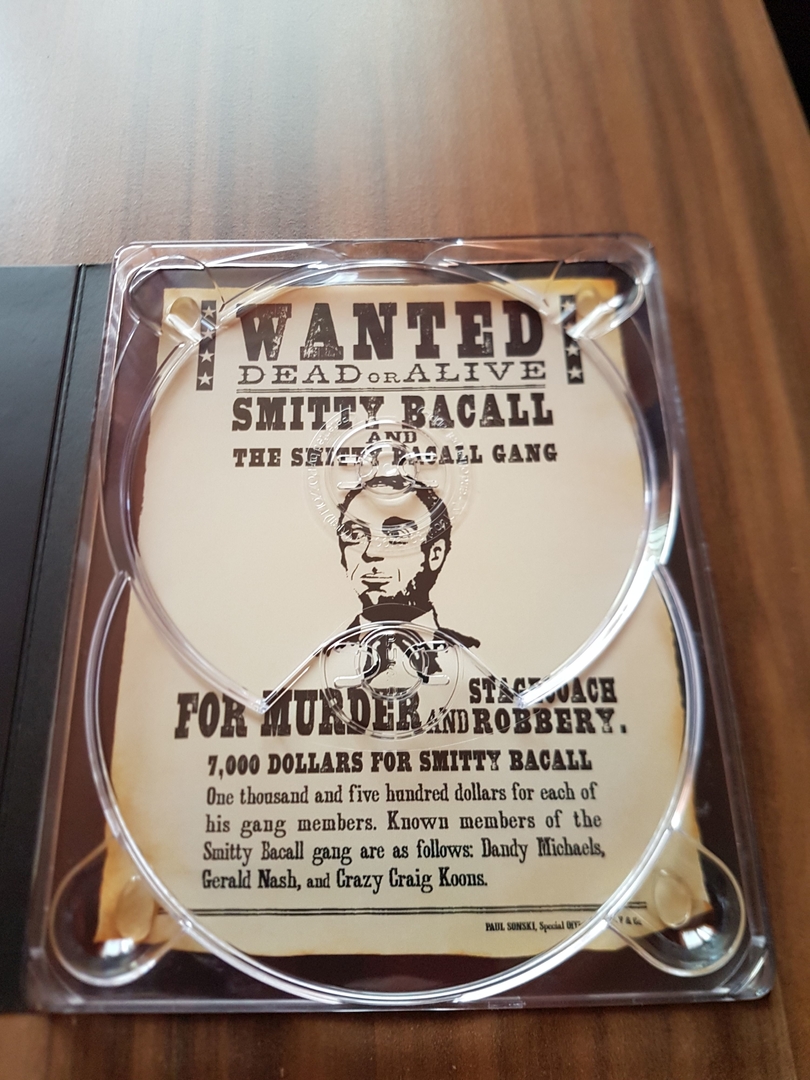 WANTED
DEAD OR ALIVE
SMITTY BACALL
AND
THE SMITTY BACALL GANG
FOR MURDER AND STAGECOACH ROBBERY.
7,000 DOLLARS FOR SMITTY BACALL
One thousand and five hundred dollars for each of
his gang members. Known members of the
Smitty Bacall gang are as follows: Dandy Michaels,
Gerald Nash, and Crazy Craig Koons.
PAUL SONSKI, Special